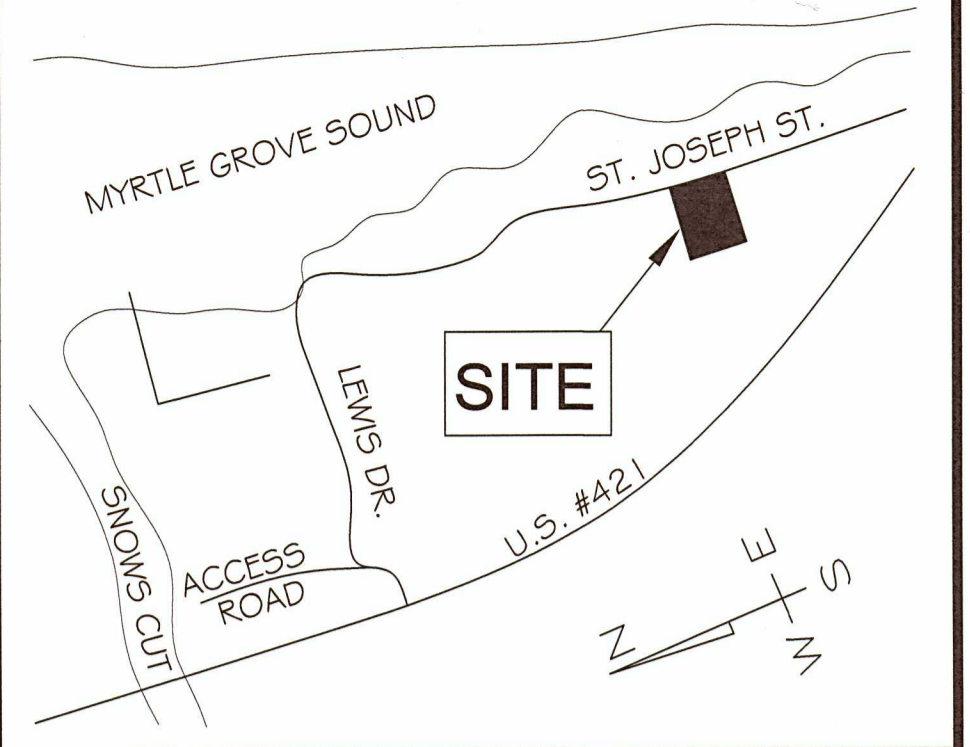 MYRTLE GROVE SOUND
ST. JOSEPH ST.
SITE
LEWIS DR.
U.S. #421
SNOWS CUT
ACCESS
ROAD
E
S
N
W